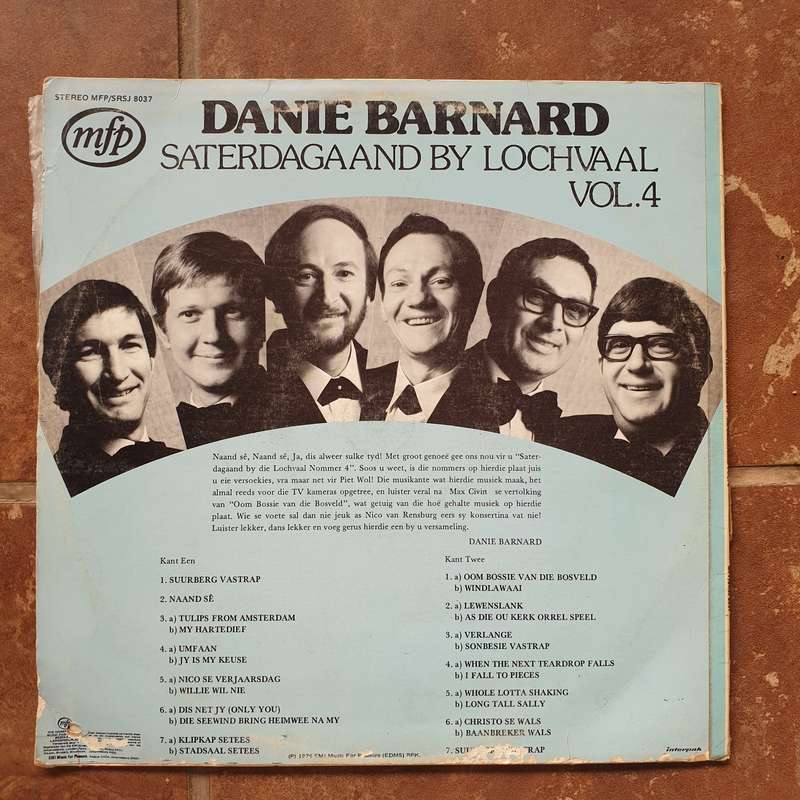 STEREO MFP/SRSJ 8037
mfp
DANIE BARNARD
SATERDAGAAND BY LOCHVAAL
VOL.4
Naand sê, Naand sê, Ja, dis alweer sulke tyd! Met groot genoeë gee ons nou vir u "Sater-
dagaand by die Lochvaal Nommer 4". Soos u weet, is die nommers op hierdie plaat juis
u eie versoekies, vra maar net vir Piet Wol! Die musikante wat hierdie musiek maak, het
almal reeds voor die TV kameras opgetree, en luister veral na Max Civin se vertolking
van "Oom Bossie van die Bosveld", wat getuig van die hoë gehalte musiek op hierdie
plaat. Wie se voete sal dan nie jeuk as Nico van Rensburg eers sy konsertina vat nie!
Luister lekker, dans lekker en voeg gerus hierdie een by u versameling.
DANIE BARNARD
Kant Een
1. SUURBERG VASTRAP
2. NAAND SÊ
3. a) TULIPS FROM AMSTERDAM
b) MY HARTEDIEF
4. a) UMFAAN
b) JY IS MY KEUSE
5. a) NICO SE VERJAARSDAG
b) WILLIE WIL NIE
6. a) DIS NET JY (ONLY YOU)
b) DIE SEEWIND BRING HEIMWEE NA MY
7. a) KLIPKAP SETEES
b) STADSAAL SETEES
Kant Twee
1. a) OOM BOSSIE VAN DIE BOSVELD
b) WINDLAWAAI
2. a) LEWENSLANK
b) AS DIE OU KERK ORREL SPEEL
3. a) VERLANGE
b) SONBESIE VASTRAP
4. a) WHEN THE NEXT TEARDROP FALLS
b) I FALL TO PIECES
5. a) WHOLE LOTTA SHAKING
b) LONG TALL SALLY
6. a) CHRISTO SE WALS
b) BAANBREKER WALS
7.
mfp
(P) EMI Music For Pleasure (EDMS) BPK.
interpak